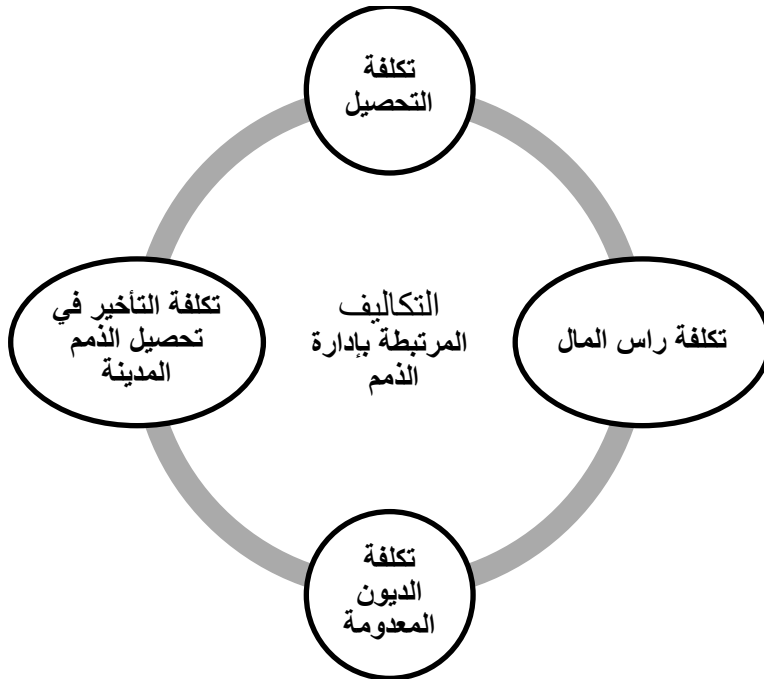 تكلفة
التحصيل
تكلفة راس المال
التكاليف
المرتبطة بإدارة
الذمم
تكلفة التأخير في
تحصيل الذمم
المدينة
تكلفة
الديون
المعدومة